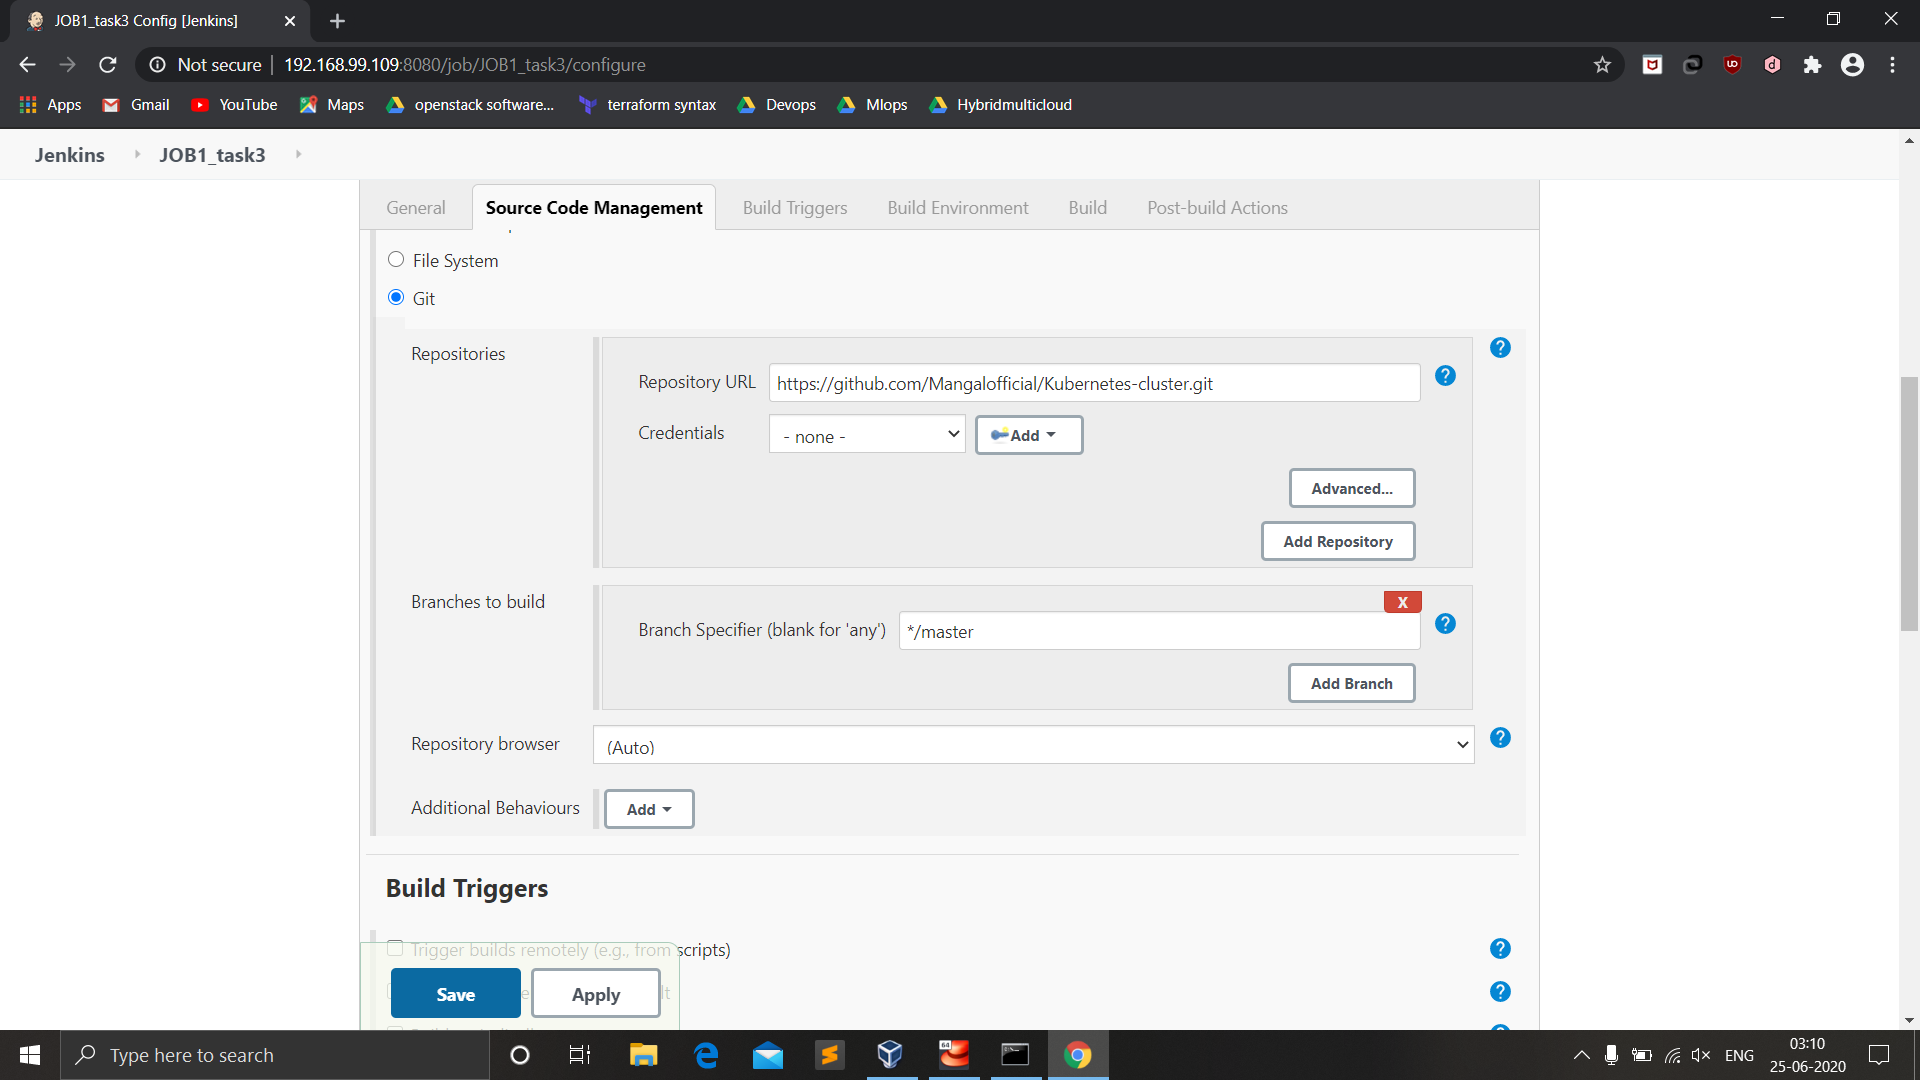 JOB1_task3 Config [Jenkins]
Not secure | 192.168.99.109:8080/job/JOB1_task3/configure
Apps Gmail YouTube Maps openstack software... terraform syntax Devops Mlops Hybridmulticloud
Jenkins JOB1_task3
General Source Code Management Build Triggers Build Environment Build Post-build Actions
File System
Git
Repositories
Repository URL https://github.com/Mangalofficial/Kubernetes-cluster.git
Credentials - none - Add
Advanced...
Add Repository
Branches to build
X
Branch Specifier (blank for 'any') */master
Add Branch
Repository browser (Auto)
Additional Behaviours Add
Build Triggers
Trigger builds remotely (e.g., from scripts)
Save Apply
Type here to search
64
ENG
03:10
25-06-2020